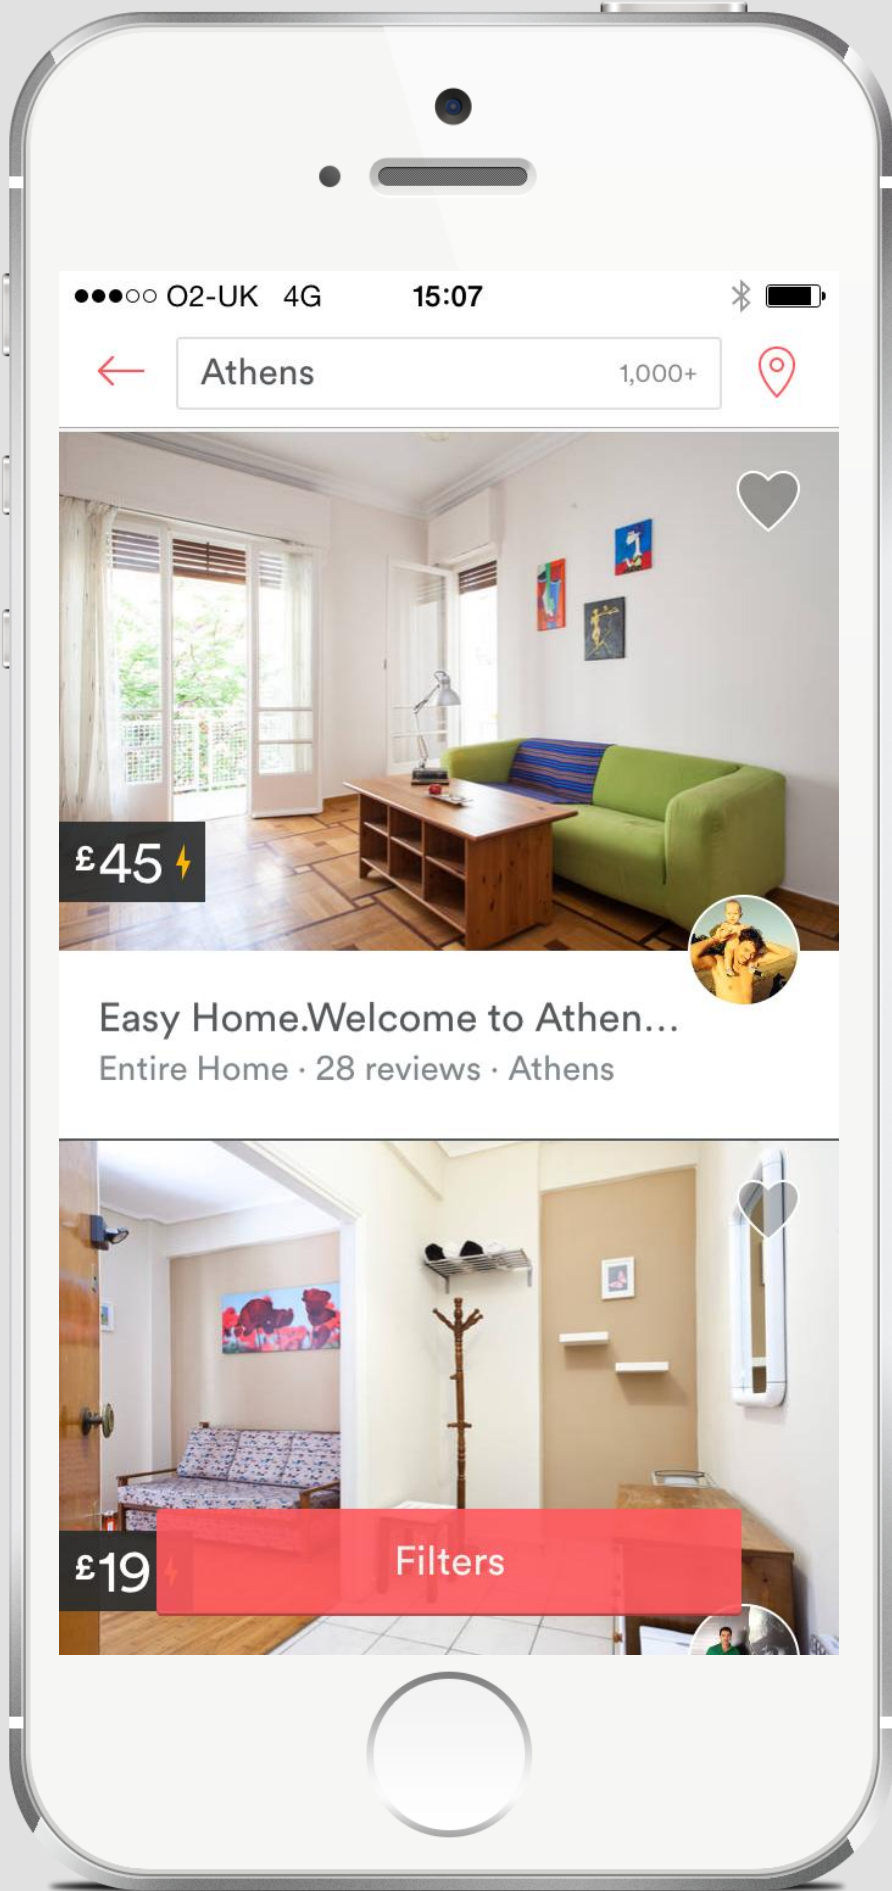 O2-UK 4G 15:07
Athens 1,000+
£45
Easy Home.Welcome to Athen...
Entire Home · 28 reviews · Athens
£19
Filters